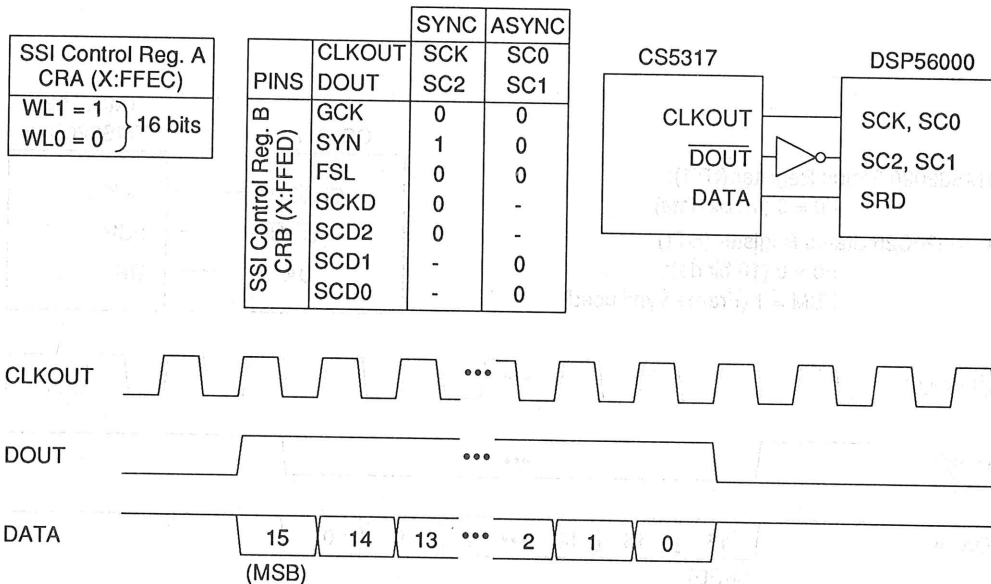 SSI Control Reg. A
CRA (X:FFEC)
WL1 = 1
WL0 = 0
16 bits
SYNC ASYNC
CLKOUT SCK SC0
PINS DOUT SC2 SC1
SSI Control Reg. B
CRB (X:FFED)
GCK 0 0
SYN 1 0
FSL 0 0
SCKD 0 -
SCD2 0 -
SCD1 - 0
SCD0 - 0
CS5317 DSP56000
CLKOUT SCK, SC0
DOUT SC2, SC1
DATA SRD
CLKOUT •••
DOUT •••
DATA 15 14 13 ••• 2 1 0
(MSB)